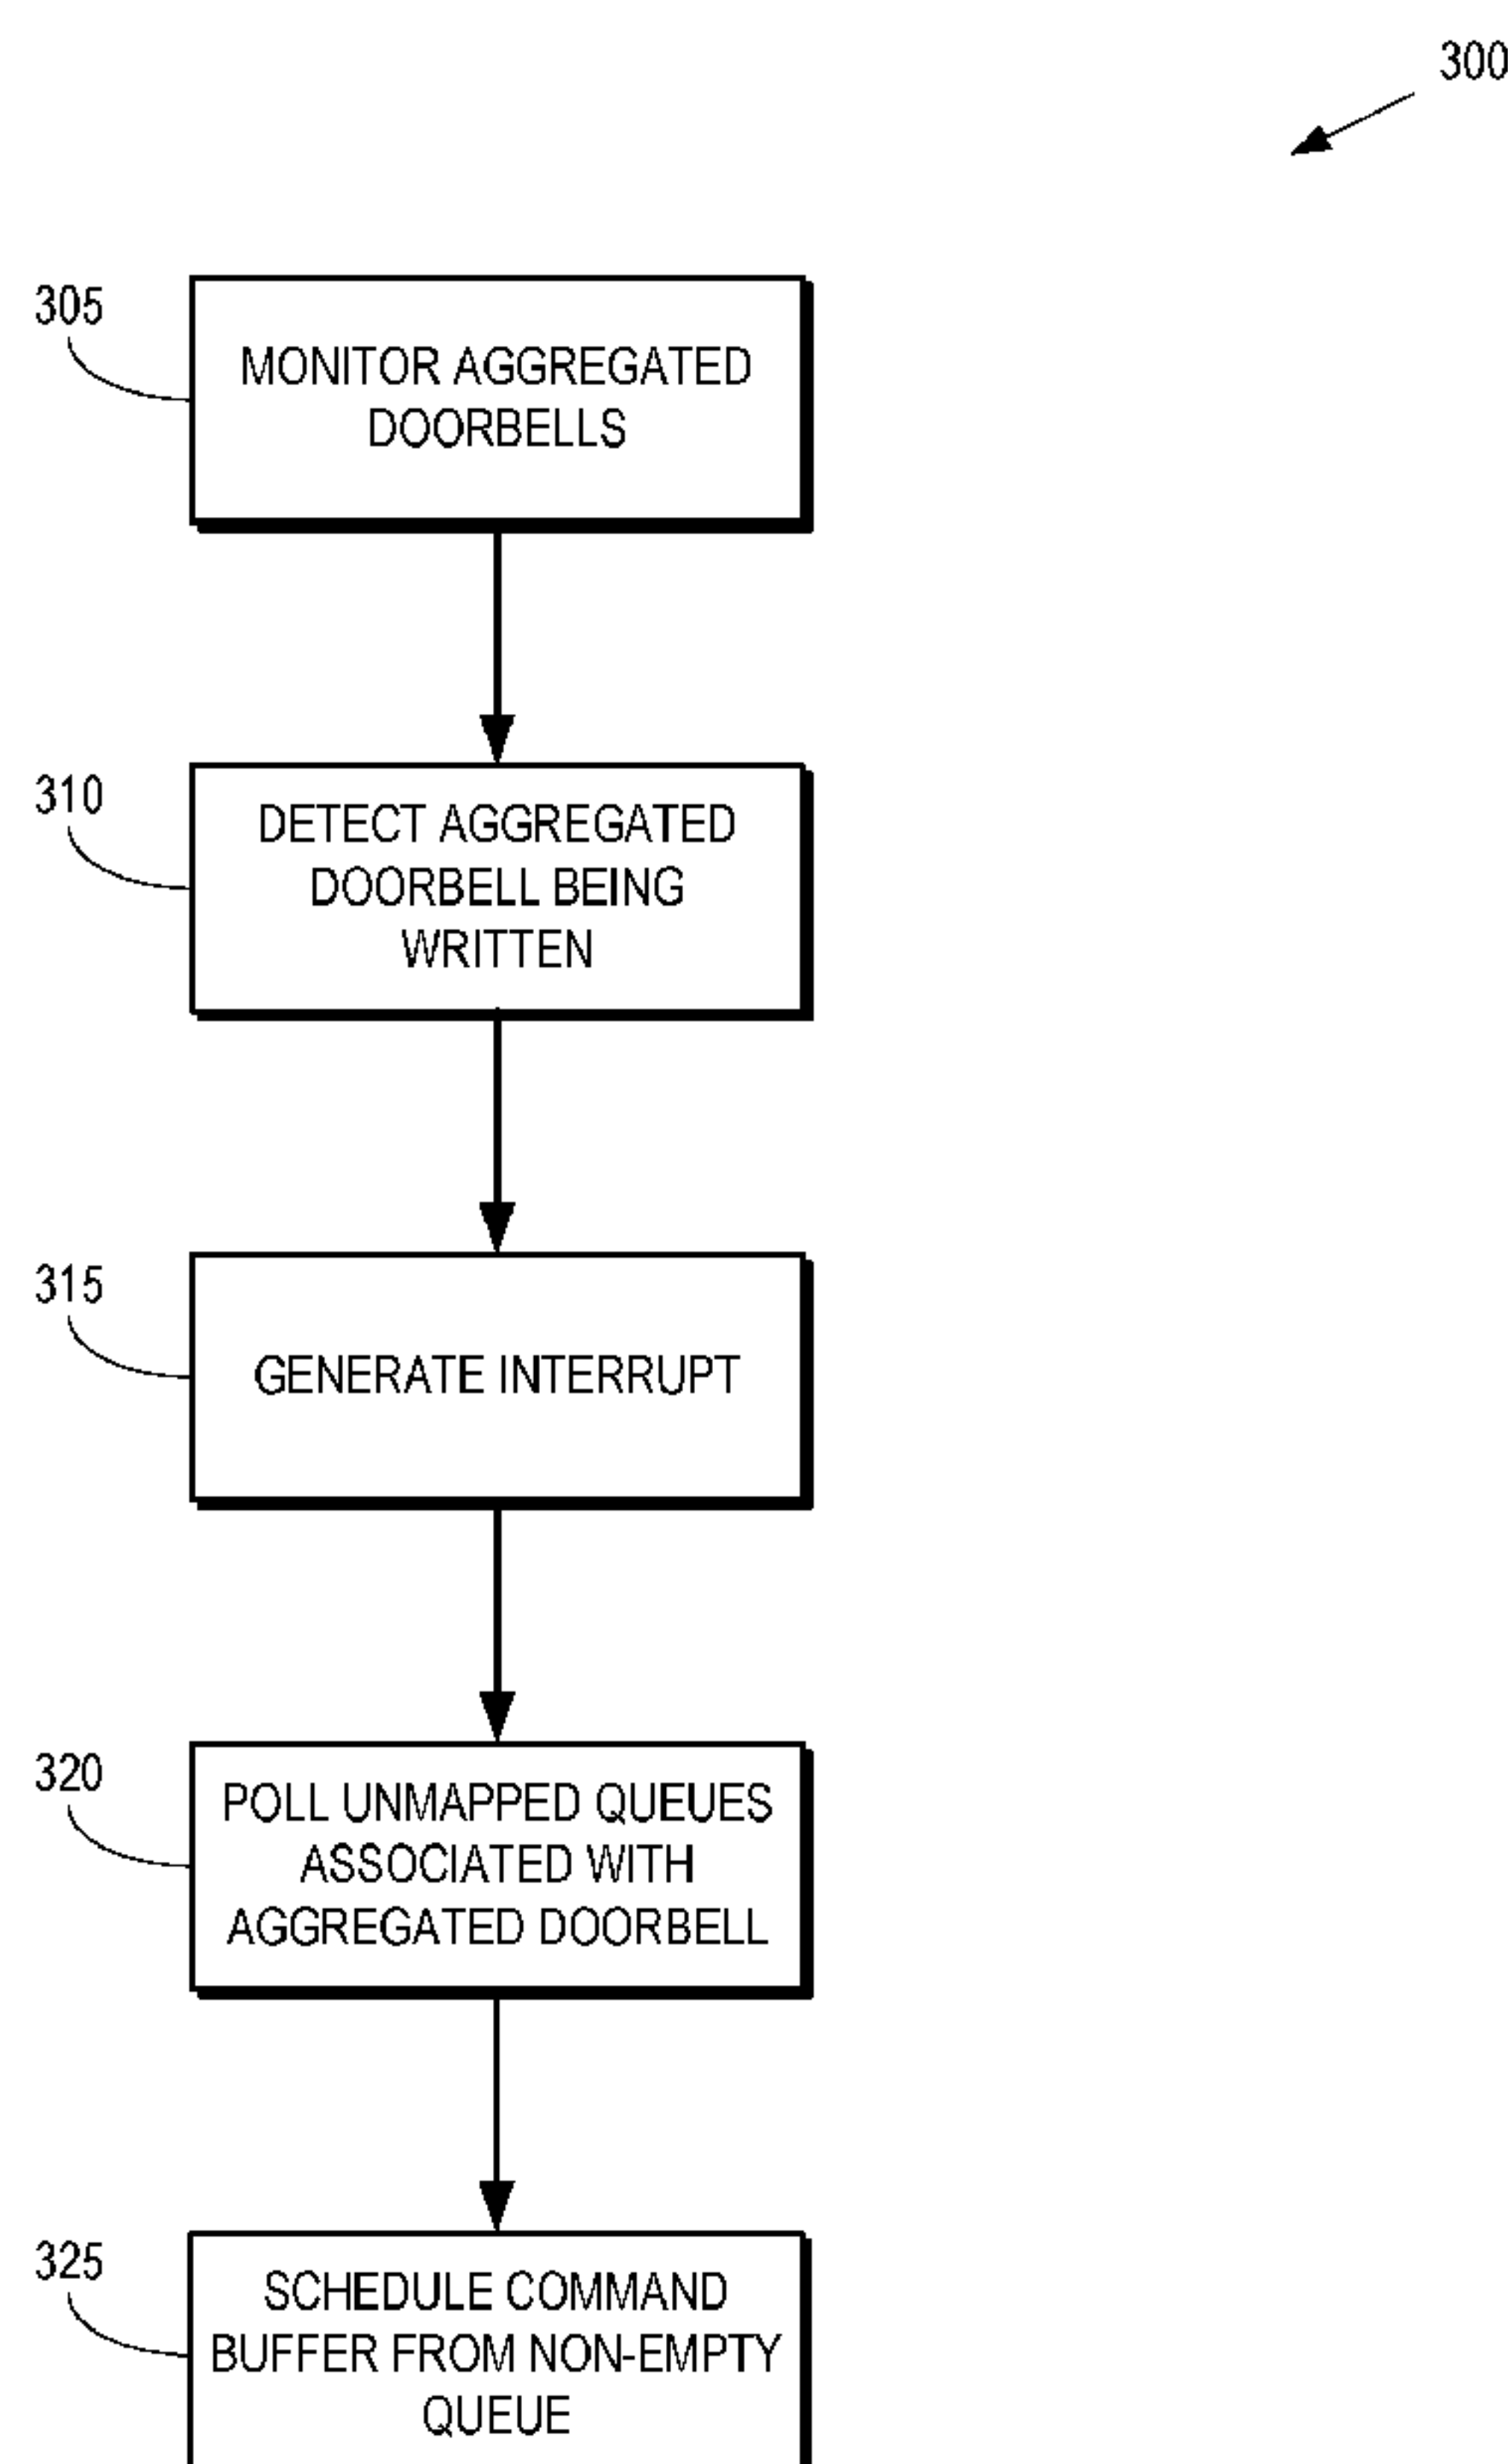 300
305
MONITOR AGGREGATED
DOORBELLS
310
DETECT AGGREGATED
DOORBELL BEING
WRITTEN
315
GENERATE INTERRUPT
320
POLL UNMAPPED QUEUES
ASSOCIATED WITH
AGGREGATED DOORBELL
325
SCHEDULE COMMAND
BUFFER FROM NON-EMPTY
QUEUE